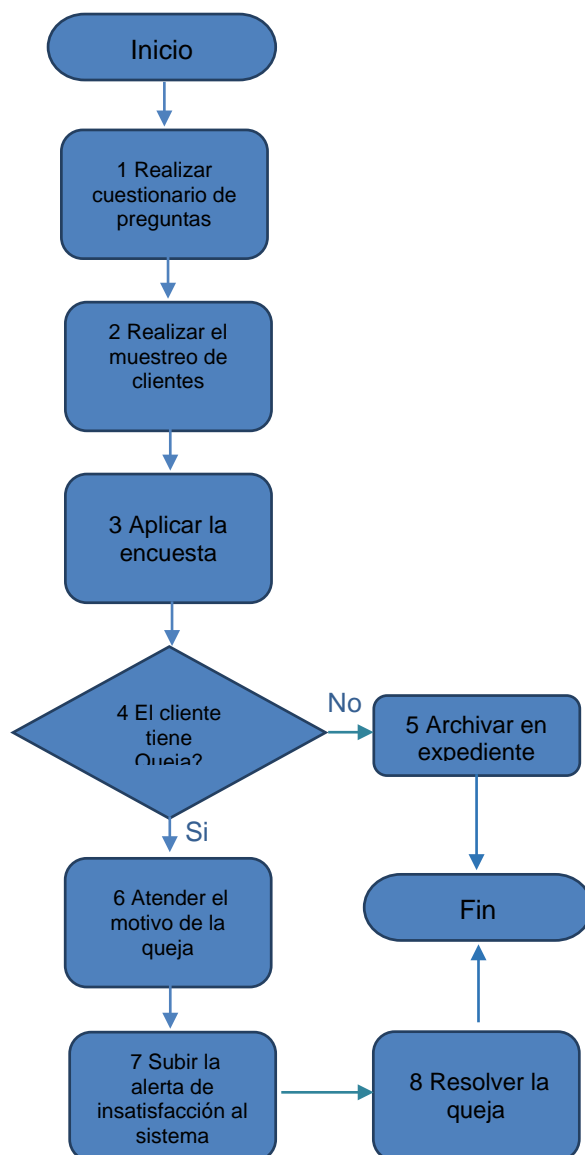 Inicio
1 Realizar
cuestionario de
preguntas
2 Realizar el
muestreo de
clientes
3 Aplicar la
encuesta
4 El cliente
tiene
Queja?
No
5 Archivar en
expediente
Si
6 Atender el
motivo de la
queja
Fin
7 Subir la
alerta de
insatisfacción al
sistema
8 Resolver la
queja